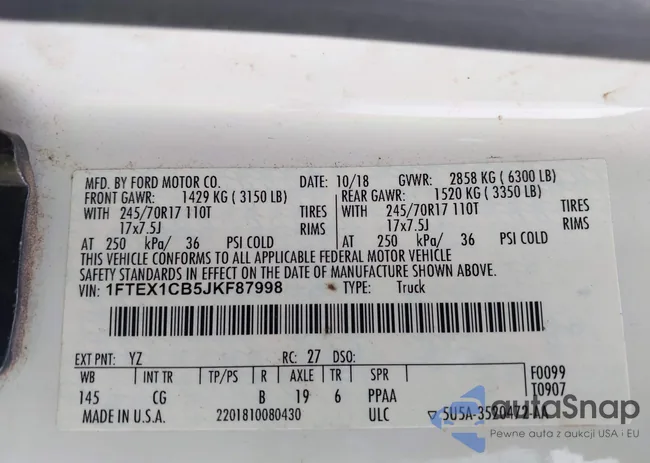 MFD. BY FORD MOTOR CO. DATE: 10/18 GVWR: 2858 KG ( 6300 LB)
FRONT GAWR: 1429 KG ( 3150 LB) REAR GAWR: 1520 KG ( 3350 LB)
WITH 245/70R17 110T TIRES WITH 245/70R17 110T TIRES
17x7.5J RIMS 17x7.5J RIMS
AT 250 kPa/ 36 PSI COLD AT 250 kPa/ 36 PSI COLD
THIS VEHICLE CONFORMS TO ALL APPLICABLE FEDERAL MOTOR VEHICLE
SAFETY STANDARDS IN EFFECT ON THE DATE OF MANUFACTURE SHOWN ABOVE.
VIN: 1FTEX1CB5JKF87998 TYPE: Truck
EXT PNT: YZ RC: 27 DSO: F0099
WB INT TR TP/PS R AXLE TR SPR T0907
145 CG B 19 6 PPAA
MADE IN U.S.A. 2201810080430 ULC 5U5A-3520472-AA
autoSnap
Pewne auta z aukcji USA i EU